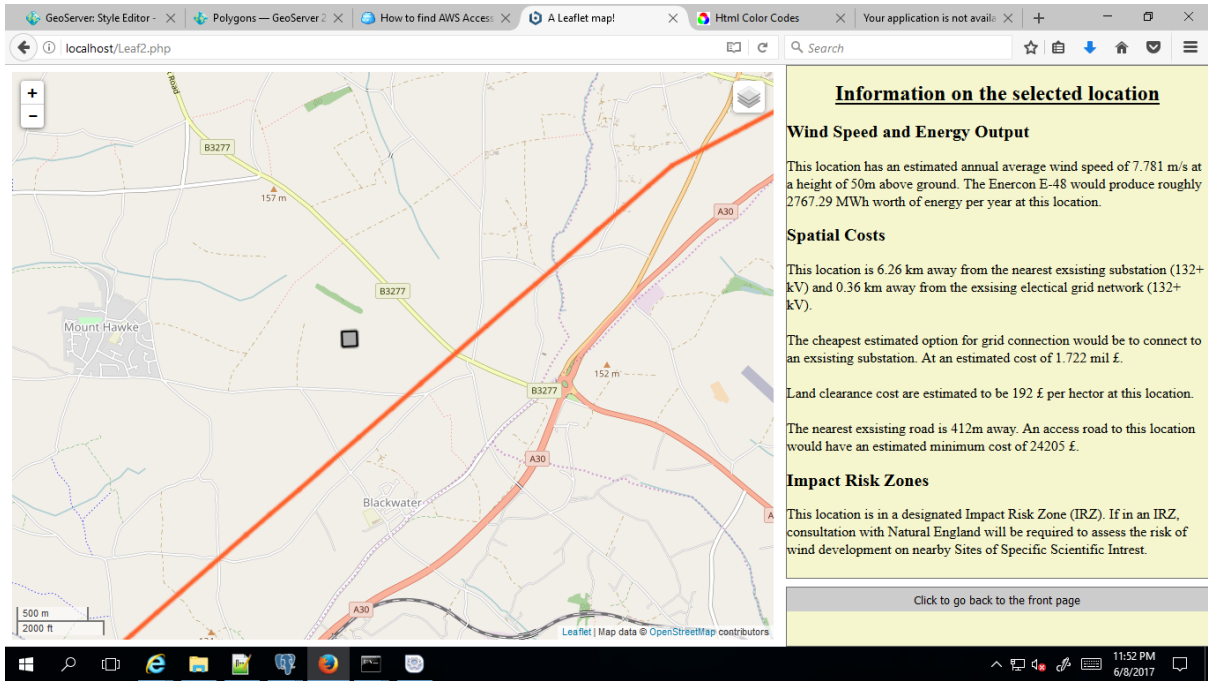 GeoServer: Style Editor -
Polygons — GeoServer 2
How to find AWS Access
A Leaflet map!
Html Color Codes
Your application is not availa
localhost/Leaf2.php
Search
+
−
Road
B3277
157 m
A30
B3277
Mount Hawke
152 m
B3277
A30
Blackwater
A
A30
500 m
2000 ft
Leaflet | Map data © OpenStreetMap contributors
Information on the selected location
Wind Speed and Energy Output
This location has an estimated annual average wind speed of 7.781 m/s at
a height of 50m above ground. The Enercon E-48 would produce roughly
2767.29 MWh worth of energy per year at this location.
Spatial Costs
This location is 6.26 km away from the nearest exsisting substation (132+
kV) and 0.36 km away from the exsising electical grid network (132+
kV).
The cheapest estimated option for grid connection would be to connect to
an exsisting substation. At an estimated cost of 1.722 mil £.
Land clearance cost are estimated to be 192 £ per hector at this location.
The nearest exsisting road is 412m away. An access road to this location
would have an estimated minimum cost of 24205 £.
Impact Risk Zones
This location is in a designated Impact Risk Zone (IRZ). If in an IRZ,
consultation with Natural England will be required to assess the risk of
wind development on nearby Sites of Specific Scientific Intrest.
Click to go back to the front page
11:52 PM
6/8/2017